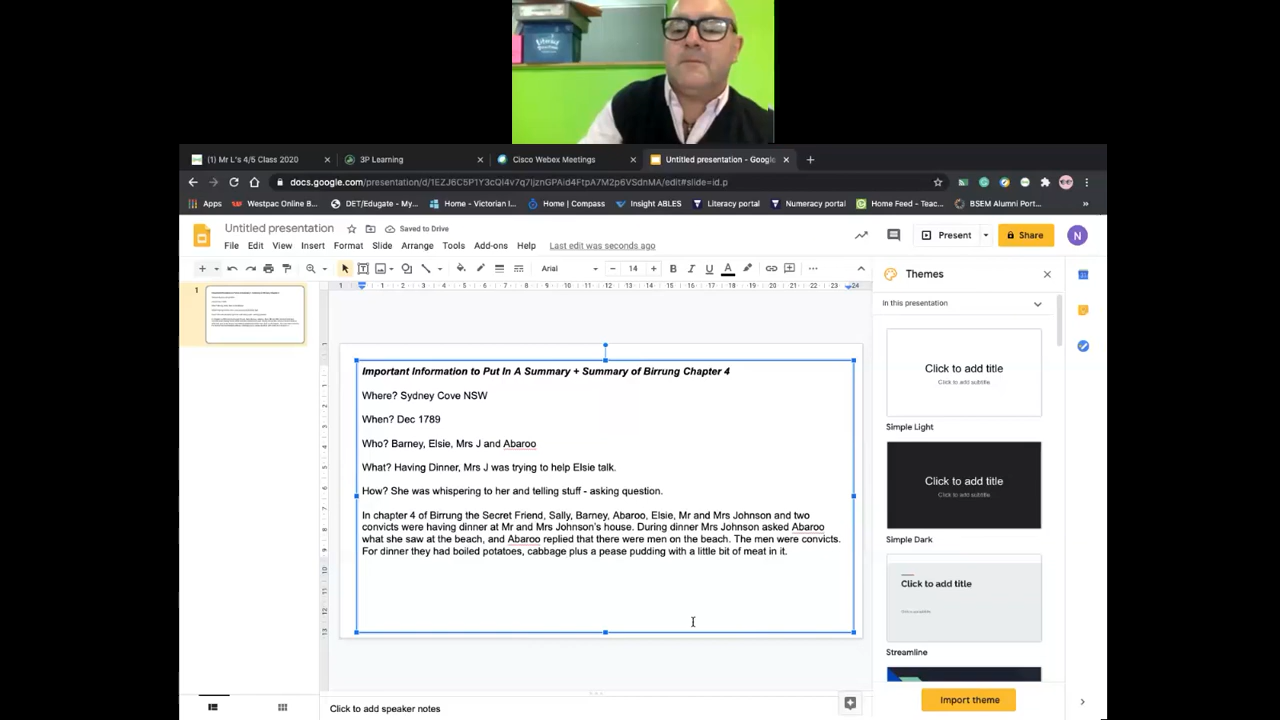 (1) Mr L's 4/5 Class 2020
3P Learning
Cisco Webex Meetings
Untitled presentation - Google
Apps
Westpac Online B...
DET/Edugate - My...
Home - Victorian I...
Home | Compass
Insight ABLES
Literacy portal
Numeracy portal
Home Feed - Teac...
BSEM Alumni Port...
»
Untitled presentation
Saved to Drive
File Edit View Insert Format Slide Arrange Tools Add-ons Help Last edit was seconds ago
Present
Share
N
Arial
14
B I U A
Themes
In this presentation
1
Important Information to Put In A Summary + Summary of Birrung Chapter 4
Where? Sydney Cove NSW
When? Dec 1789
Who? Barney, Elsie, Mrs J and Abaroo
What? Having Dinner, Mrs J was trying to help Elsie talk.
How? She was whispering to her and telling stuff - asking question.
In chapter 4 of Birrung the Secret Friend, Sally, Barney, Abaroo, Elsie, Mr and Mrs Johnson and two
convicts were having dinner at Mr and Mrs Johnson's house. During dinner Mrs Johnson asked Abaroo
what she saw at the beach, and Abaroo replied that there were men on the beach. The men were convicts.
For dinner they had boiled potatoes, cabbage plus a pease pudding with a little bit of meat in it.
Click to add title
Click to add subtitle
Simple Light
Click to add title
Click to add subtitle
Simple Dark
Click to add title
Streamline
Import theme
Click to add speaker notes